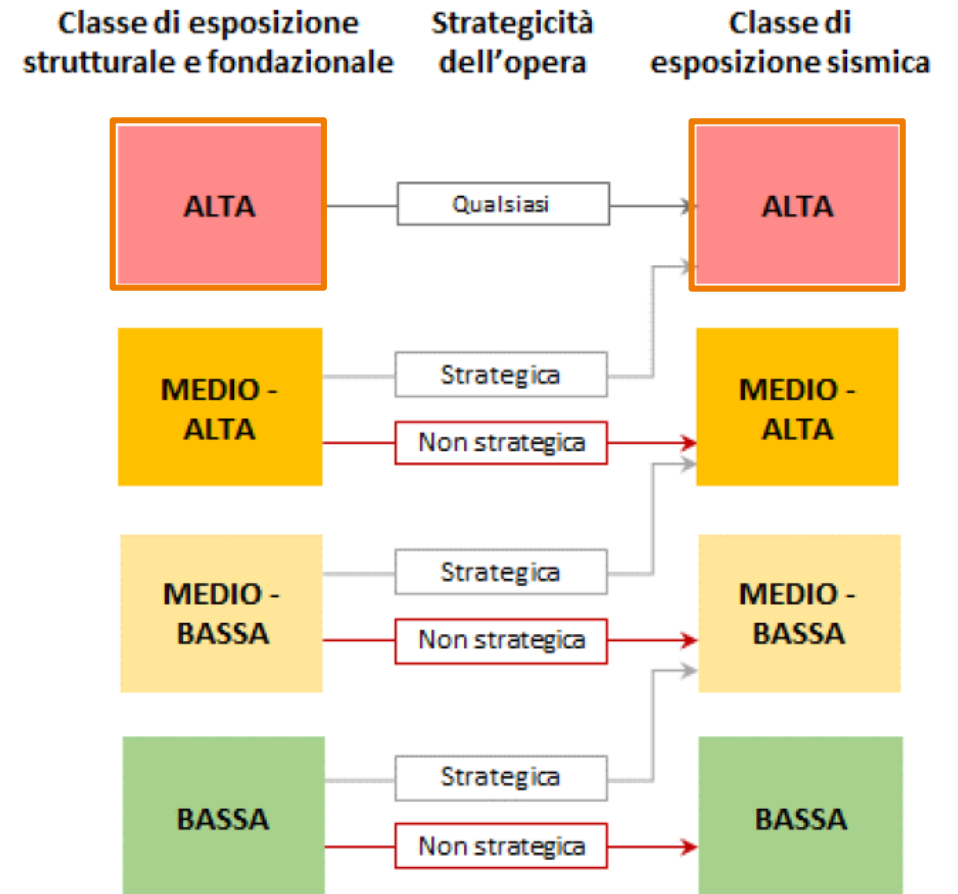 Classe di esposizione
strutturale e fondazionale
Strategicità
dell'opera
Classe di
esposizione sismica
ALTA
Qualsiasi
ALTA
MEDIO -
ALTA
Strategica
Non strategica
MEDIO -
ALTA
MEDIO -
BASSA
Strategica
Non strategica
MEDIO -
BASSA
BASSA
Strategica
Non strategica
BASSA